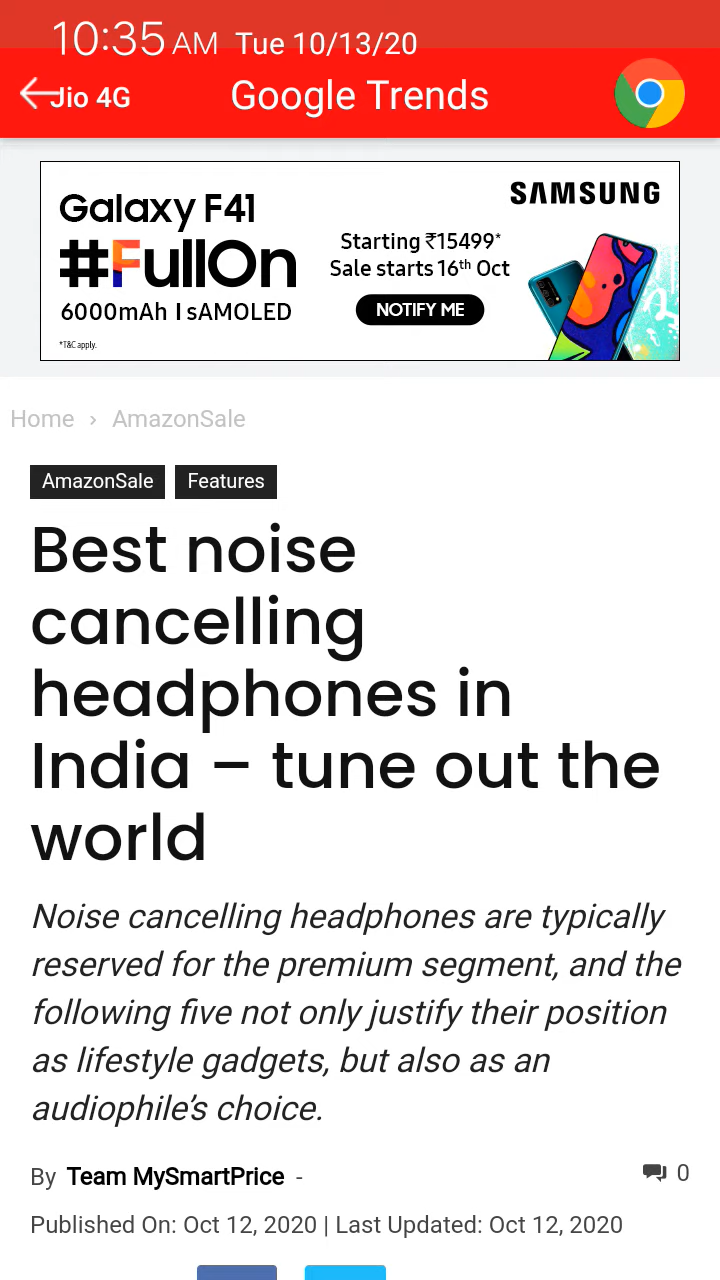 10:35 AM Tue 10/13/20
Jio 4G
Google Trends
Galaxy F41
#FullOn
6000mAh I sAMOLED
*T&C apply.
SAMSUNG
Starting ₹15499*
Sale starts 16th Oct
NOTIFY ME
Home › AmazonSale
AmazonSale Features
Best noise
cancelling
headphones in
India – tune out the
world
Noise cancelling headphones are typically
reserved for the premium segment, and the
following five not only justify their position
as lifestyle gadgets, but also as an
audiophile’s choice.
By Team MySmartPrice -
0
Published On: Oct 12, 2020 | Last Updated: Oct 12, 2020